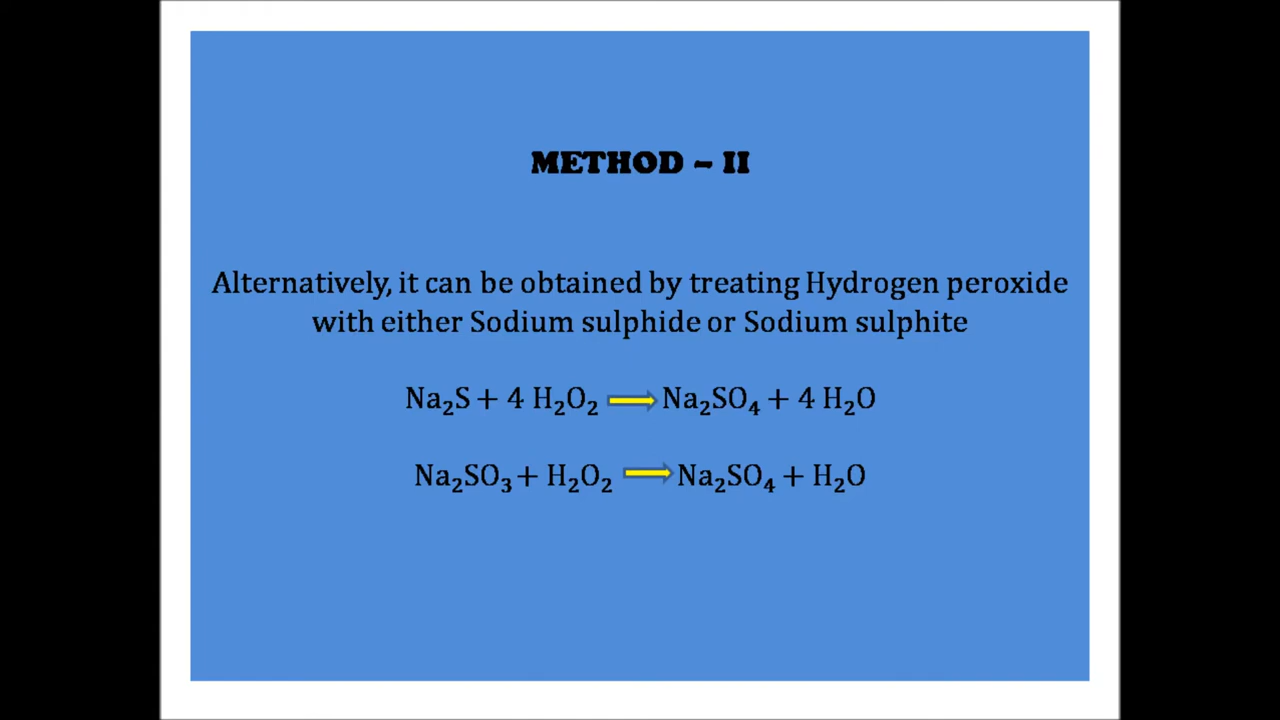 METHOD – II
Alternatively, it can be obtained by treating Hydrogen peroxide
with either Sodium sulphide or Sodium sulphite
Na₂S + 4 H₂O₂ ⟶ Na₂SO₄ + 4 H₂O
Na₂SO₃ + H₂O₂ ⟶ Na₂SO₄ + H₂O